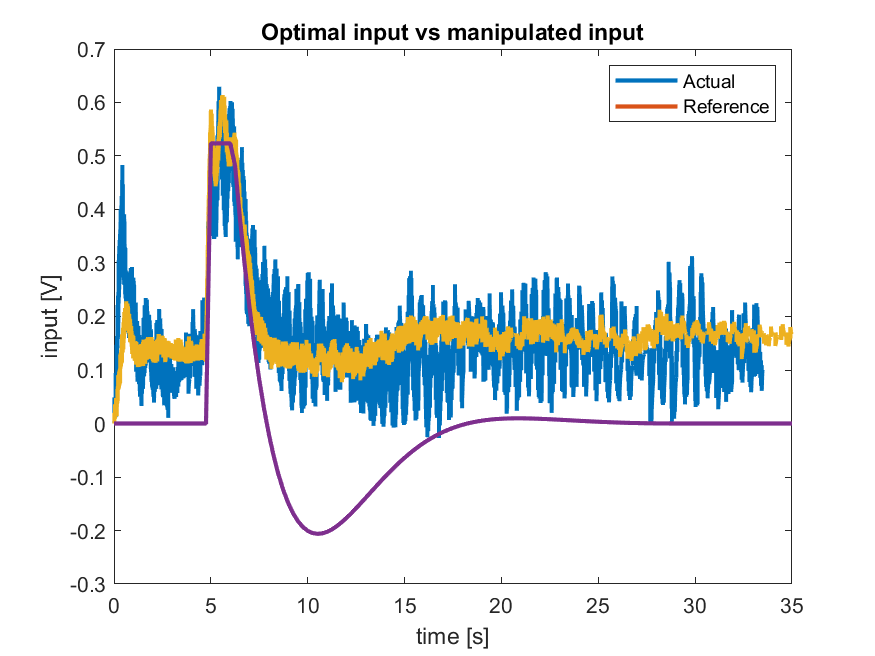 Optimal input vs manipulated input
0.7
0.6
0.5
0.4
0.3
0.2
0.1
0
-0.1
-0.2
-0.3
input [V]
Actual
Reference
0 5 10 15 20 25 30 35
time [s]